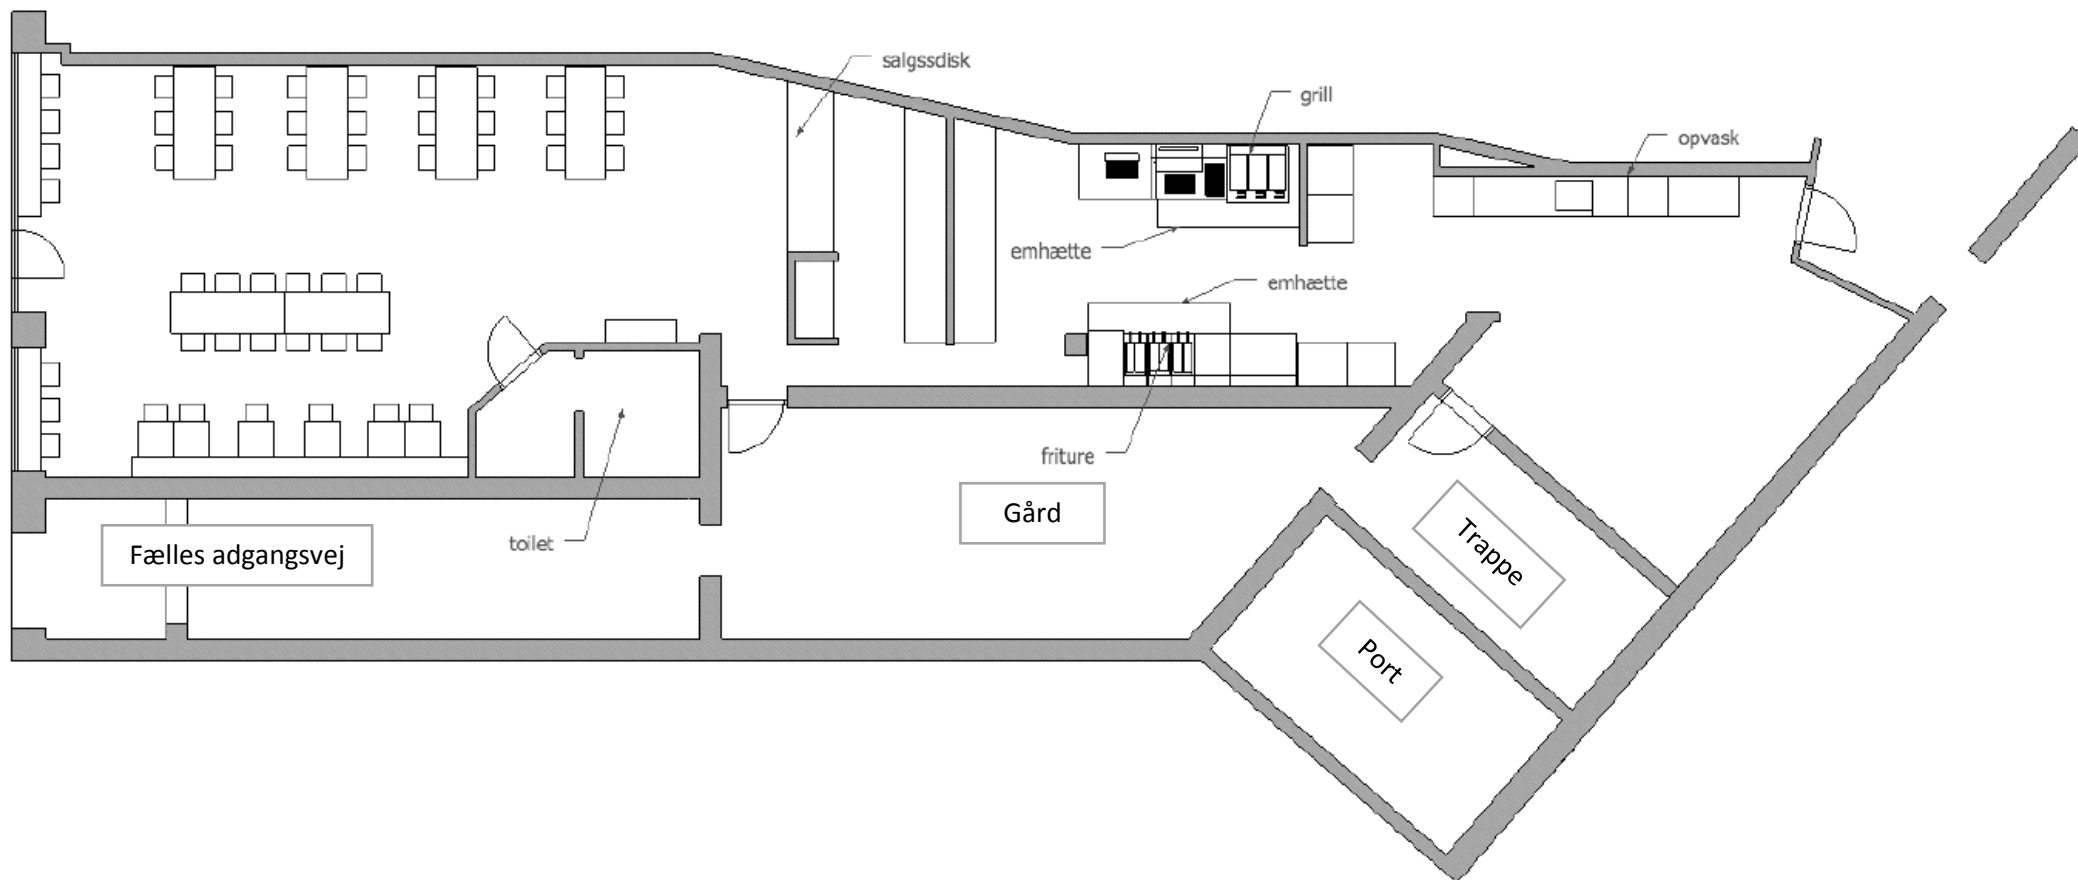 salgssdisk
grill
opvask
emhætte
emhætte
friture
Gård
toilet
Fælles adgangsvej
Trappe
Port